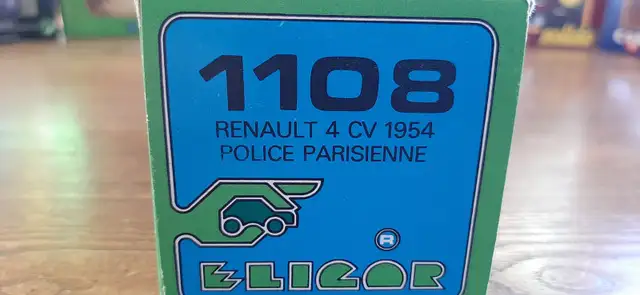 1108
RENAULT 4 CV 1954
POLICE PARISIENNE
®
ELIGOR